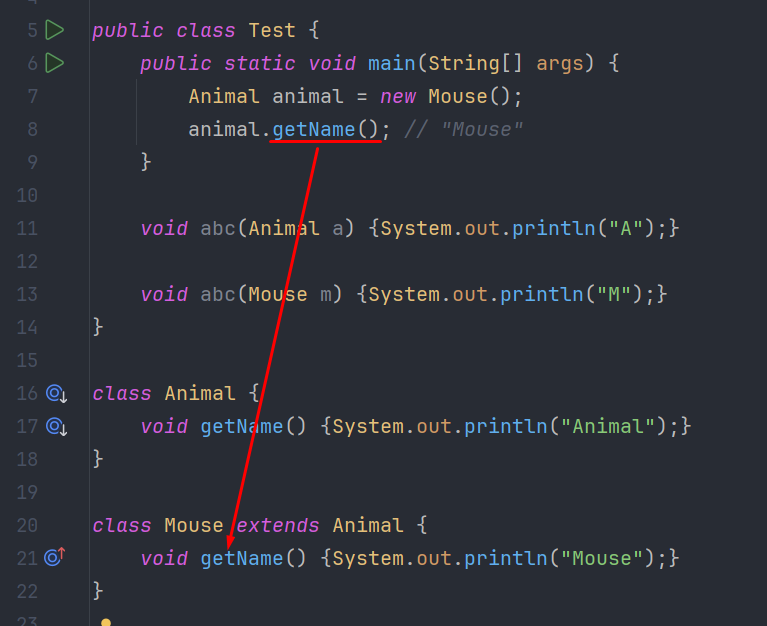 5 public class Test {
6 public static void main(String[] args) {
7 Animal animal = new Mouse();
8 animal.getName(); // "Mouse"
9 }
10
11 void abc(Animal a) {System.out.println("A");}
12
13 void abc(Mouse m) {System.out.println("M");}
14 }
15
16 class Animal {
17 void getName() {System.out.println("Animal");}
18 }
19
20 class Mouse extends Animal {
21 void getName() {System.out.println("Mouse");}
22 }
23